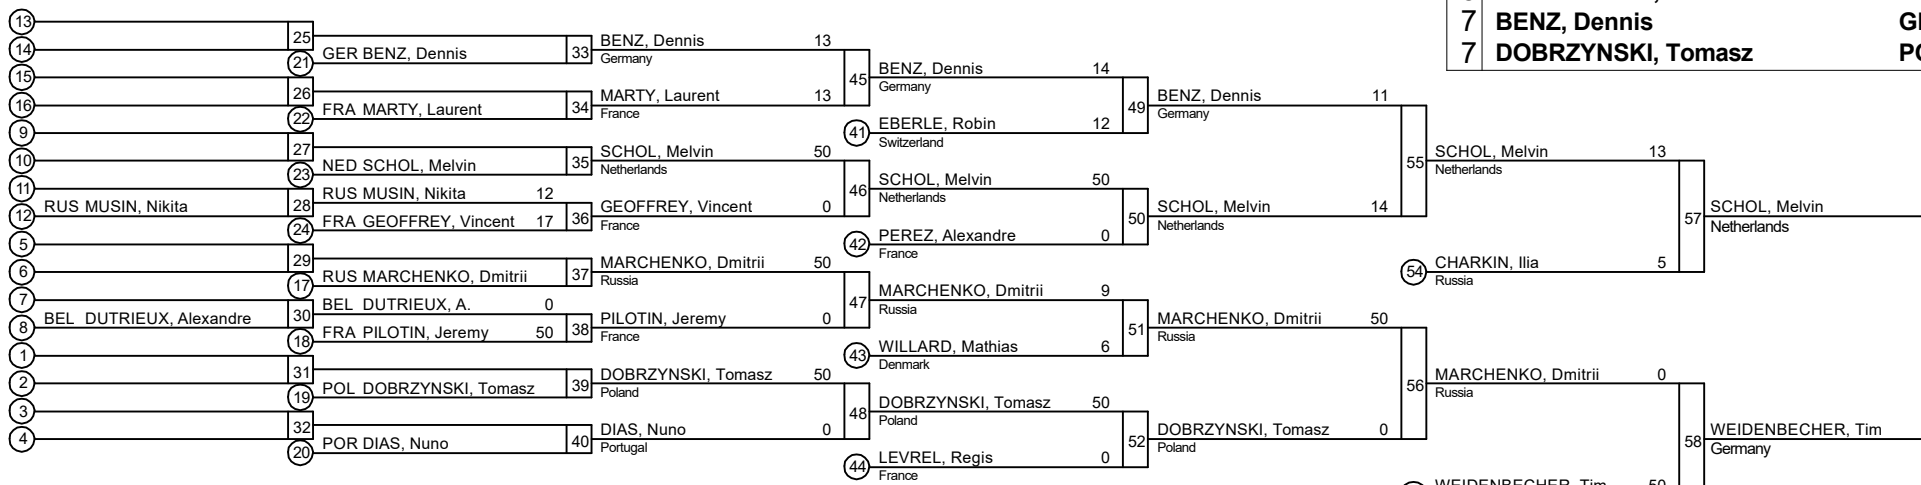 7 BENZ, Dennis
7 DOBRZYNSKI, Tomasz
13
14
15
16
9
10
11
12 RUS MUSIN, Nikita
5
6
7
8 BEL DUTRIEUX, Alexandre
1
2
3
4
25
21 GER BENZ, Dennis
26
22 FRA MARTY, Laurent
27
23 NED SCHOL, Melvin
28 RUS MUSIN, Nikita 12
24 FRA GEOFFREY, Vincent 17
29
17 RUS MARCHENKO, Dmitrii
30 BEL DUTRIEUX, A. 0
18 FRA PILOTIN, Jeremy 50
31
19 POL DOBRZYNSKI, Tomasz
32
20 POR DIAS, Nuno
33 BENZ, Dennis 13
Germany
34 MARTY, Laurent 13
France
35 SCHOL, Melvin 50
Netherlands
36 GEOFFREY, Vincent 0
France
37 MARCHENKO, Dmitrii 50
Russia
38 PILOTIN, Jeremy 0
France
39 DOBRZYNSKI, Tomasz 50
Poland
40 DIAS, Nuno 0
Portugal
45 BENZ, Dennis 14
Germany
41 EBERLE, Robin 12
Switzerland
46 SCHOL, Melvin 50
Netherlands
42 PEREZ, Alexandre 0
France
47 MARCHENKO, Dmitrii 9
Russia
43 WILLARD, Mathias 6
Denmark
48 DOBRZYNSKI, Tomasz 50
Poland
44 LEVREL, Regis 0
France
49 BENZ, Dennis 11
Germany
50 SCHOL, Melvin 14
Netherlands
51 MARCHENKO, Dmitrii 50
Russia
52 DOBRZYNSKI, Tomasz 0
Poland
55 SCHOL, Melvin 13
Netherlands
54 CHARKIN, Ilia 5
Russia
56 MARCHENKO, Dmitrii 0
Russia
WEIDENBECHER, Tim 50
57 SCHOL, Melvin
Netherlands
58 WEIDENBECHER, Tim
Germany